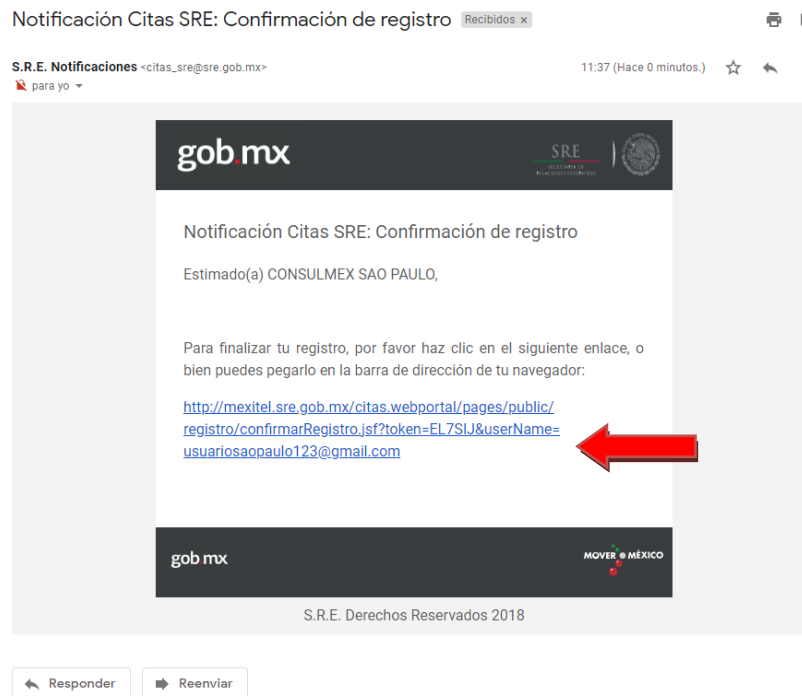 Notificación Citas SRE: Confirmación de registro Recibidos x
S.R.E. Notificaciones <citas_sre@sre.gob.mx> 11:37 (Hace 0 minutos.)
para yo
gob.mx
SRE
SECRETARÍA DE
RELACIONES EXTERIORES
Notificación Citas SRE: Confirmación de registro
Estimado(a) CONSULMEX SAO PAULO,
Para finalizar tu registro, por favor haz clic en el siguiente enlace, o
bien puedes pegarlo en la barra de dirección de tu navegador:
http://mexitel.sre.gob.mx/citas.webportal/pages/public/
registro/confirmarRegistro.jsf?token=EL7SIJ&userName=
usuariosaopaulo123@gmail.com
gob.mx
MOVER A MÉXICO
S.R.E. Derechos Reservados 2018
Responder Reenviar